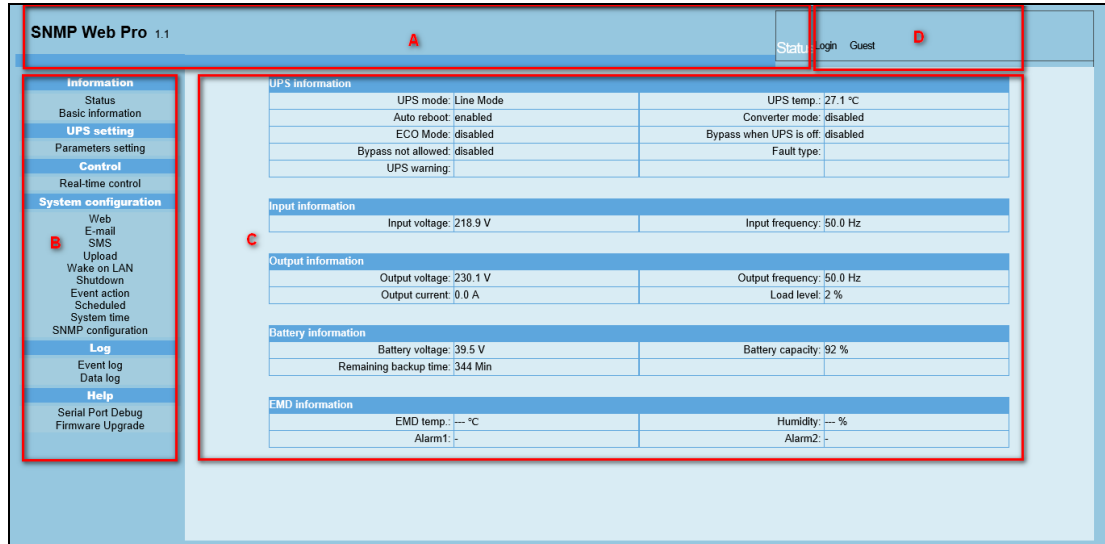 SNMP Web Pro 1.1
A
Status
Login Guest
D
Information
Status
Basic information
UPS setting
Parameters setting
Control
Real-time control
System configuration
Web
E-mail
B
SMS
Upload
Wake on LAN
Shutdown
Event action
Scheduled
System time
SNMP configuration
Log
Event log
Data log
Help
Serial Port Debug
Firmware Upgrade
C
UPS information
UPS mode: Line Mode UPS temp.: 27.1 °C
Auto reboot: enabled Converter mode: disabled
ECO Mode: disabled Bypass when UPS is off: disabled
Bypass not allowed: disabled Fault type:
UPS warning:
Input information
Input voltage: 218.9 V Input frequency: 50.0 Hz
Output information
Output voltage: 230.1 V Output frequency: 50.0 Hz
Output current: 0.0 A Load level: 2 %
Battery information
Battery voltage: 39.5 V Battery capacity: 92 %
Remaining backup time: 344 Min
EMD information
EMD temp.: --- °C Humidity: --- %
Alarm1: - Alarm2: -